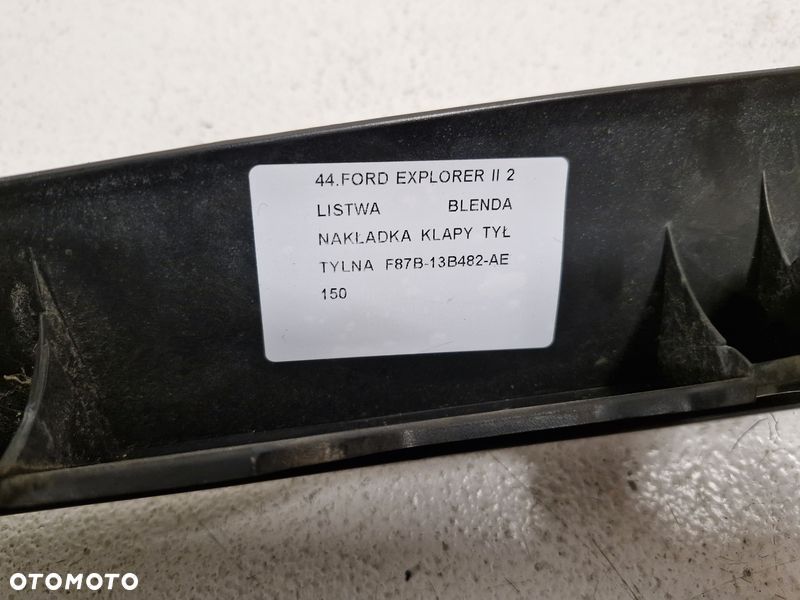 44.FORD EXPLORER II 2
LISTWA BLENDA
NAKŁADKA KLAPY TYŁ
TYLNA F87B-13B482-AE
150
OTOMOTO